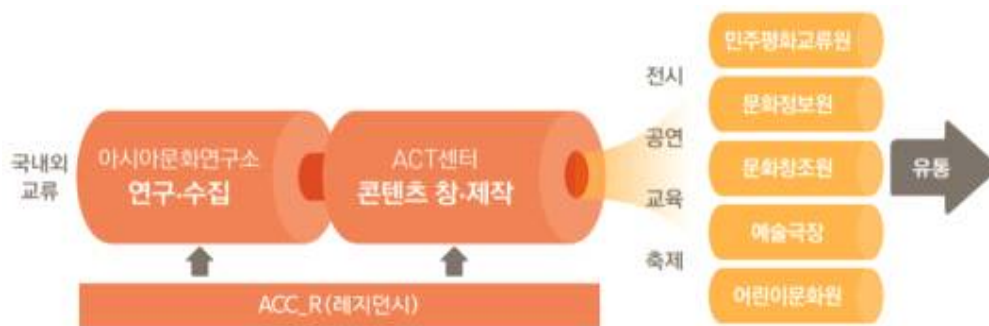 국내외
교류
아시아문화연구소
연구·수집
ACT센터
콘텐츠 창·제작
ACC_R(레지던시)
전시
공연
교육
축제
민주평화교류원
문화정보원
문화창조원
예술극장
어린이문화원
유통